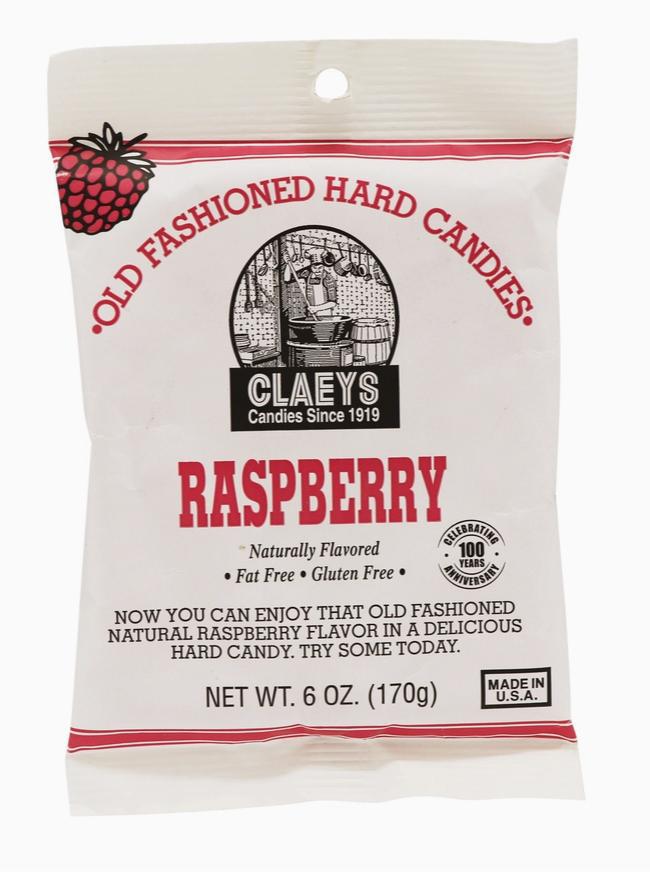 •OLD FASHIONED HARD CANDIES•
CLAEYS
Candies Since 1919
RASPBERRY
Naturally Flavored
• Fat Free • Gluten Free •
CELEBRATING
100
YEARS
ANNIVERSARY
NOW YOU CAN ENJOY THAT OLD FASHIONED
NATURAL RASPBERRY FLAVOR IN A DELICIOUS
HARD CANDY. TRY SOME TODAY.
NET WT. 6 OZ. (170g)
MADE IN
U.S.A.